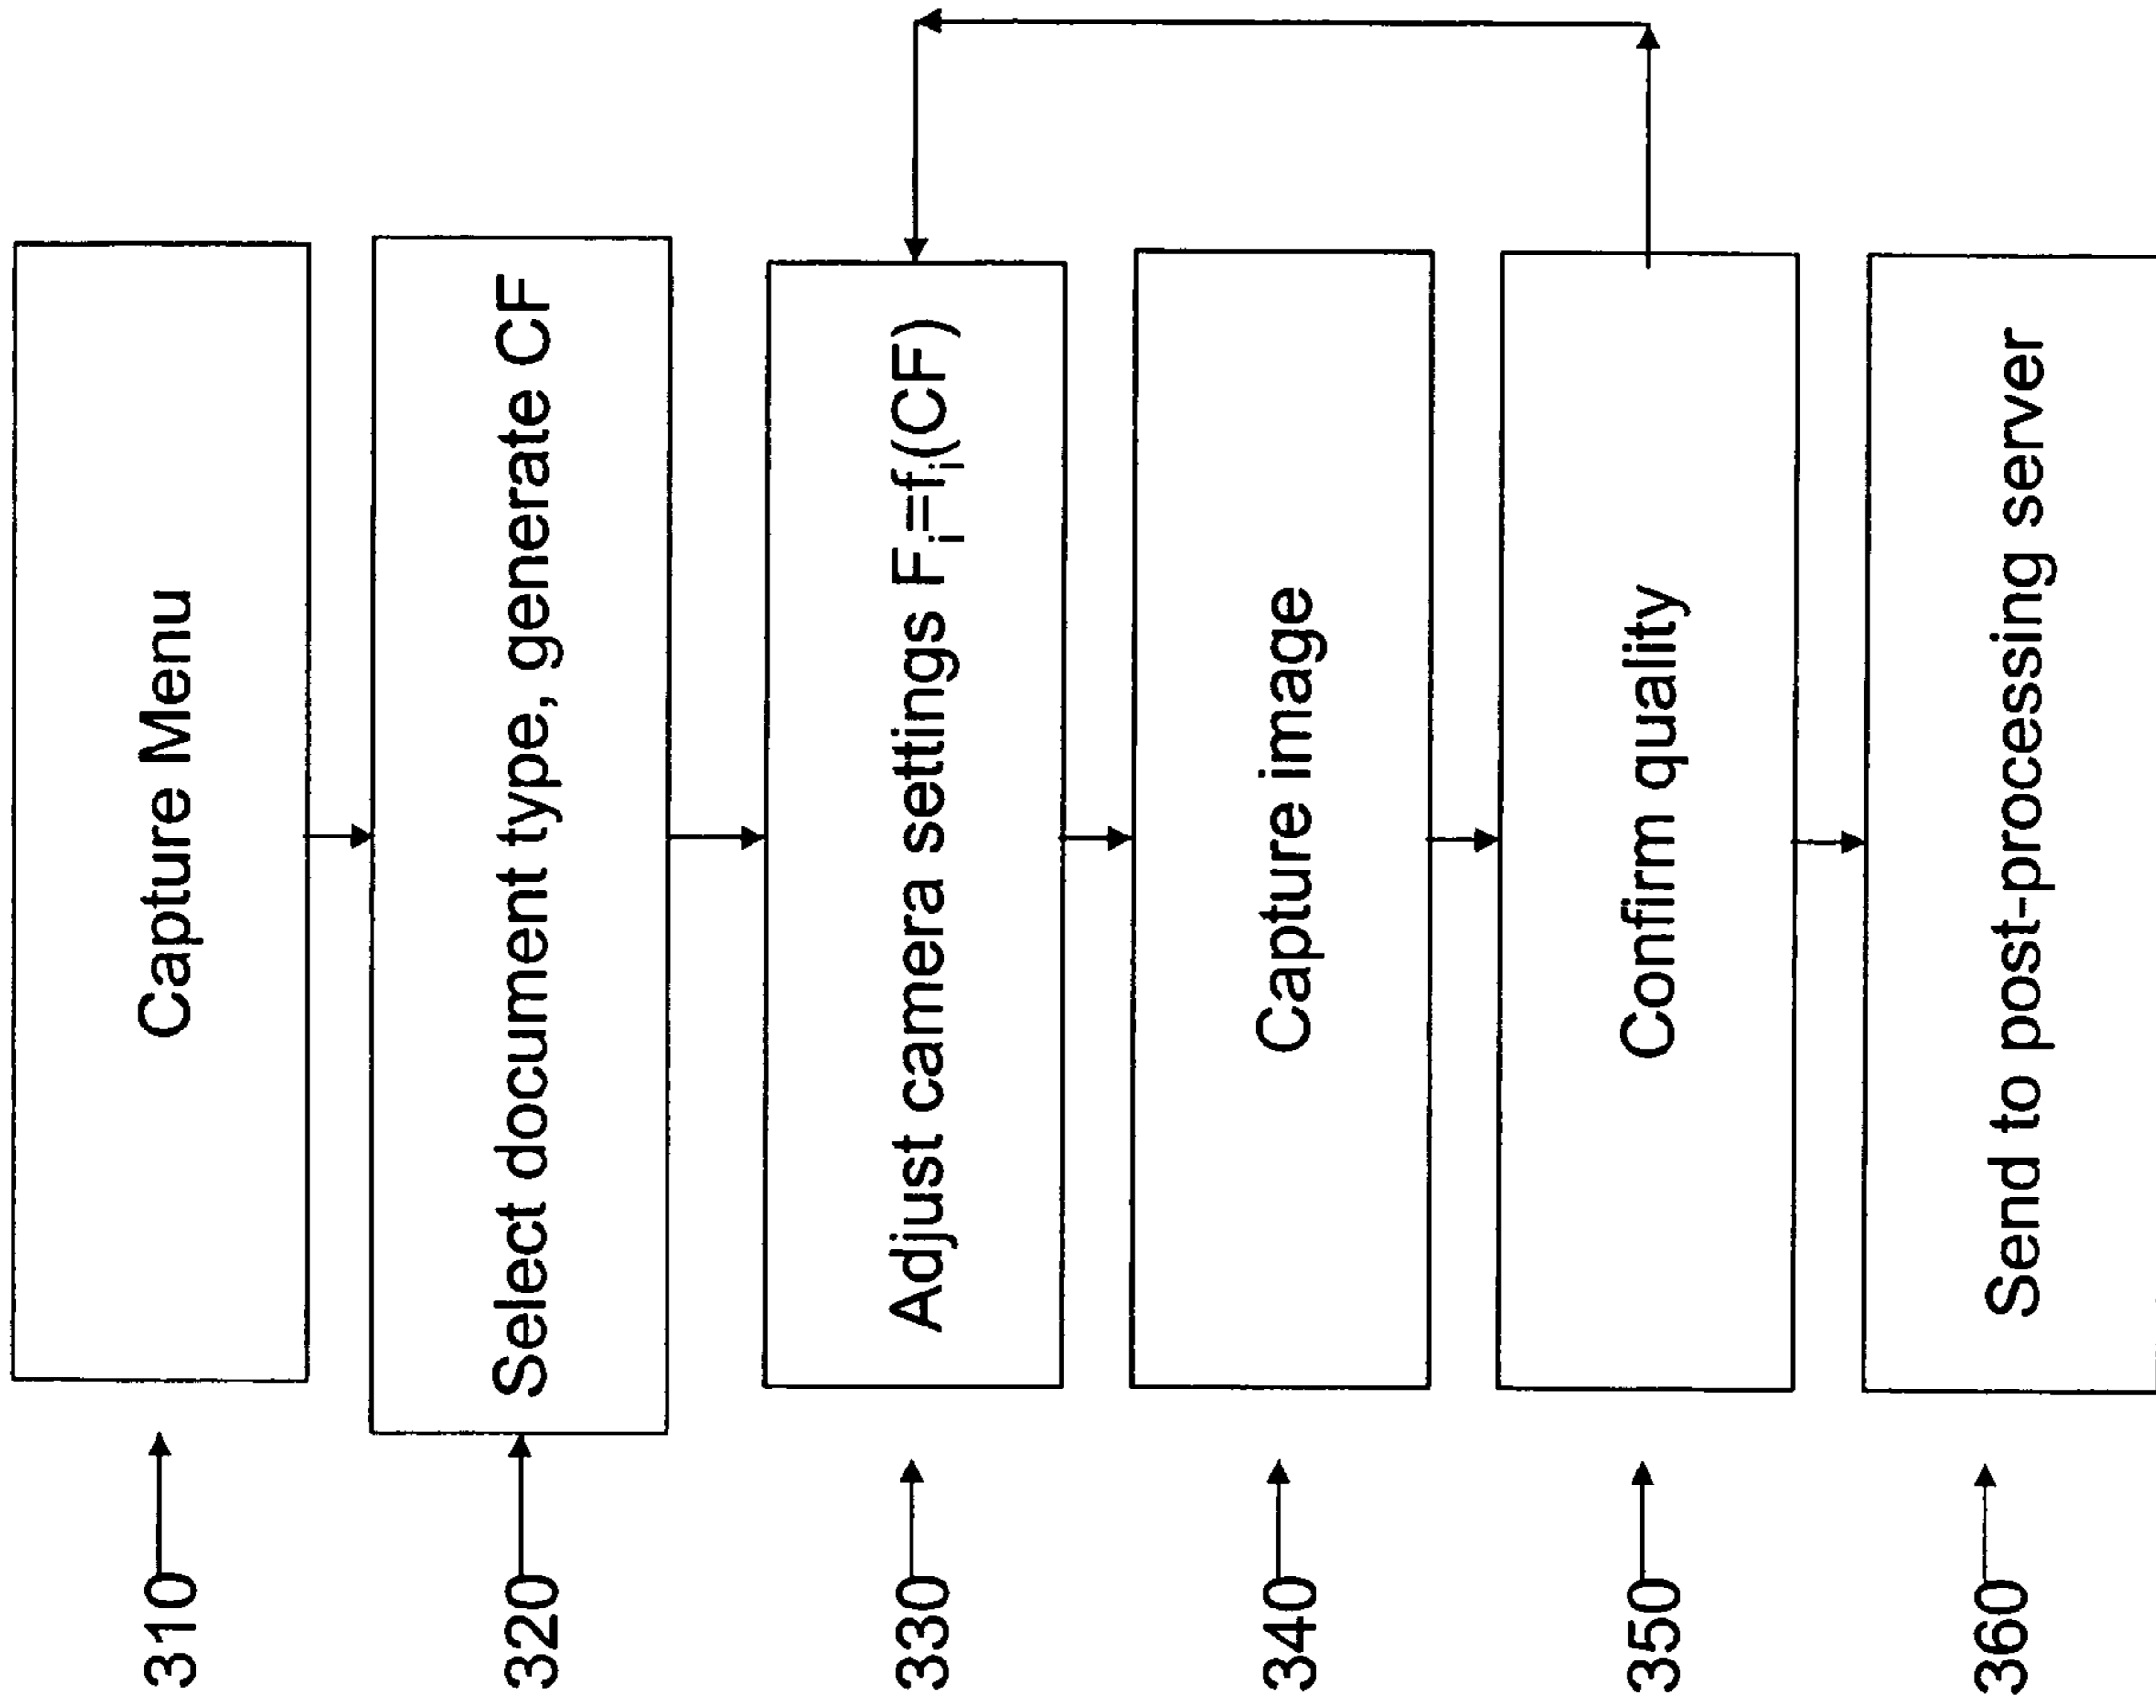 310 Capture Menu
320 Select document type, generate CF
330 Adjust camera settings Fᵢ=fᵢ(CF)
340 Capture image
350 Confirm quality
360 Send to post-processing server